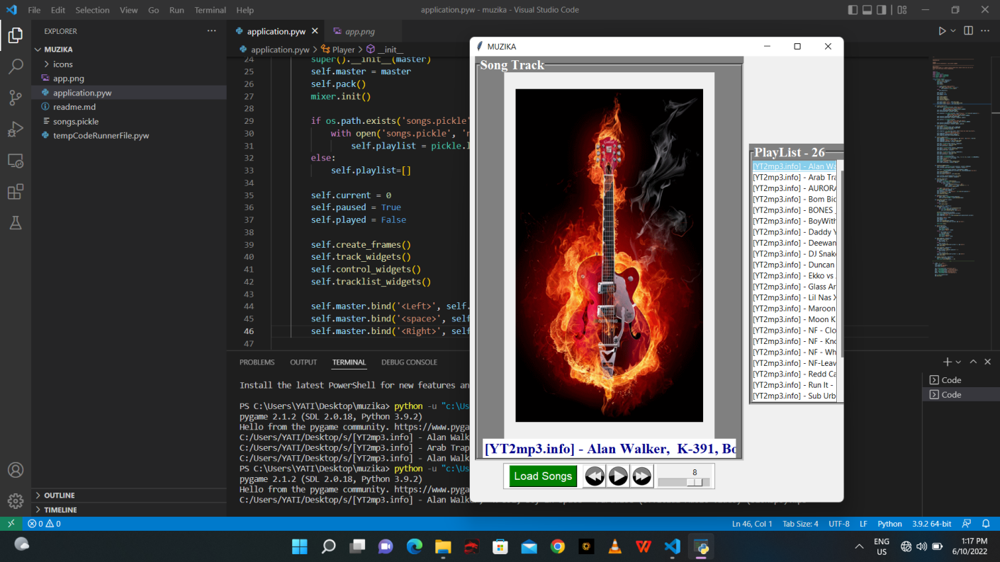 File Edit Selection View Go Run Terminal Help
application.pyw - muzika - Visual Studio Code
EXPLORER
MUZIKA
icons
app.png
application.pyw
readme.md
songs.pickle
tempCodeRunnerFile.pyw
OUTLINE
TIMELINE
application.pyw
app.png
application.pyw > Player > __init__
24 super().__init__(master)
25 self.master = master
26 self.pack()
27 mixer.init()
28
29 if os.path.exists('songs.pickle'
30 with open('songs.pickle', '
31 self.playlist = pickle.
32 else:
33 self.playlist=[]
34
35 self.current = 0
36 self.paused = True
37 self.played = False
38
39 self.create_frames()
40 self.track_widgets()
41 self.control_widgets()
42 self.tracklist_widgets()
43
44 self.master.bind('<Left>', self.
45 self.master.bind('<space>', self
46 self.master.bind('<Right>', self
47
PROBLEMS OUTPUT TERMINAL DEBUG CONSOLE
Install the latest PowerShell for new features an
PS C:\Users\YATI\Desktop\muzika> python -u "c:\Us
pygame 2.1.2 (SDL 2.0.18, Python 3.9.2)
Hello from the pygame community. https://www.pyga
C:/Users/YATI/Desktop/s/[YT2mp3.info] - Alan Walk
C:/Users/YATI/Desktop/s/[YT2mp3.info] - Arab Trap
C:/Users/YATI/Desktop/s/[YT2mp3.info] - Alan Walk
PS C:\Users\YATI\Desktop\muzika> python -u "c:\Us
pygame 2.1.2 (SDL 2.0.18, Python 3.9.2)
Hello from the pygame community. https://www.pyga
C:/Users/YATI/Desktop/s/[YT2mp3.info] - Alan Walk
Code
Code
MUZIKA
Song Track
[YT2mp3.info] - Alan Walker, K-391, Bo
Load Songs
8
PlayList - 26
[YT2mp3.info] - Alan Wa
[YT2mp3.info] - Arab Tra
[YT2mp3.info] - AURORA
[YT2mp3.info] - Bom Bid
[YT2mp3.info] - BONES
[YT2mp3.info] - BoyWith
[YT2mp3.info] - Daddy Y
[YT2mp3.info] - Deewan
[YT2mp3.info] - DJ Snake
[YT2mp3.info] - Duncan
[YT2mp3.info] - Ekko vs
[YT2mp3.info] - Glass An
[YT2mp3.info] - Lil Nas X
[YT2mp3.info] - Maroon
[YT2mp3.info] - Moon K
[YT2mp3.info] - NF - Clo
[YT2mp3.info] - NF - Kno
[YT2mp3.info] - NF - Wh
[YT2mp3.info] - NF-Leav
[YT2mp3.info] - Redd Ca
[YT2mp3.info] - Run It -
[YT2mp3.info] - Sub Urb
0 0
Ln 46, Col 1 Tab Size: 4 UTF-8 LF Python 3.9.2 64-bit
ENG
US
1:17 PM
6/10/2022